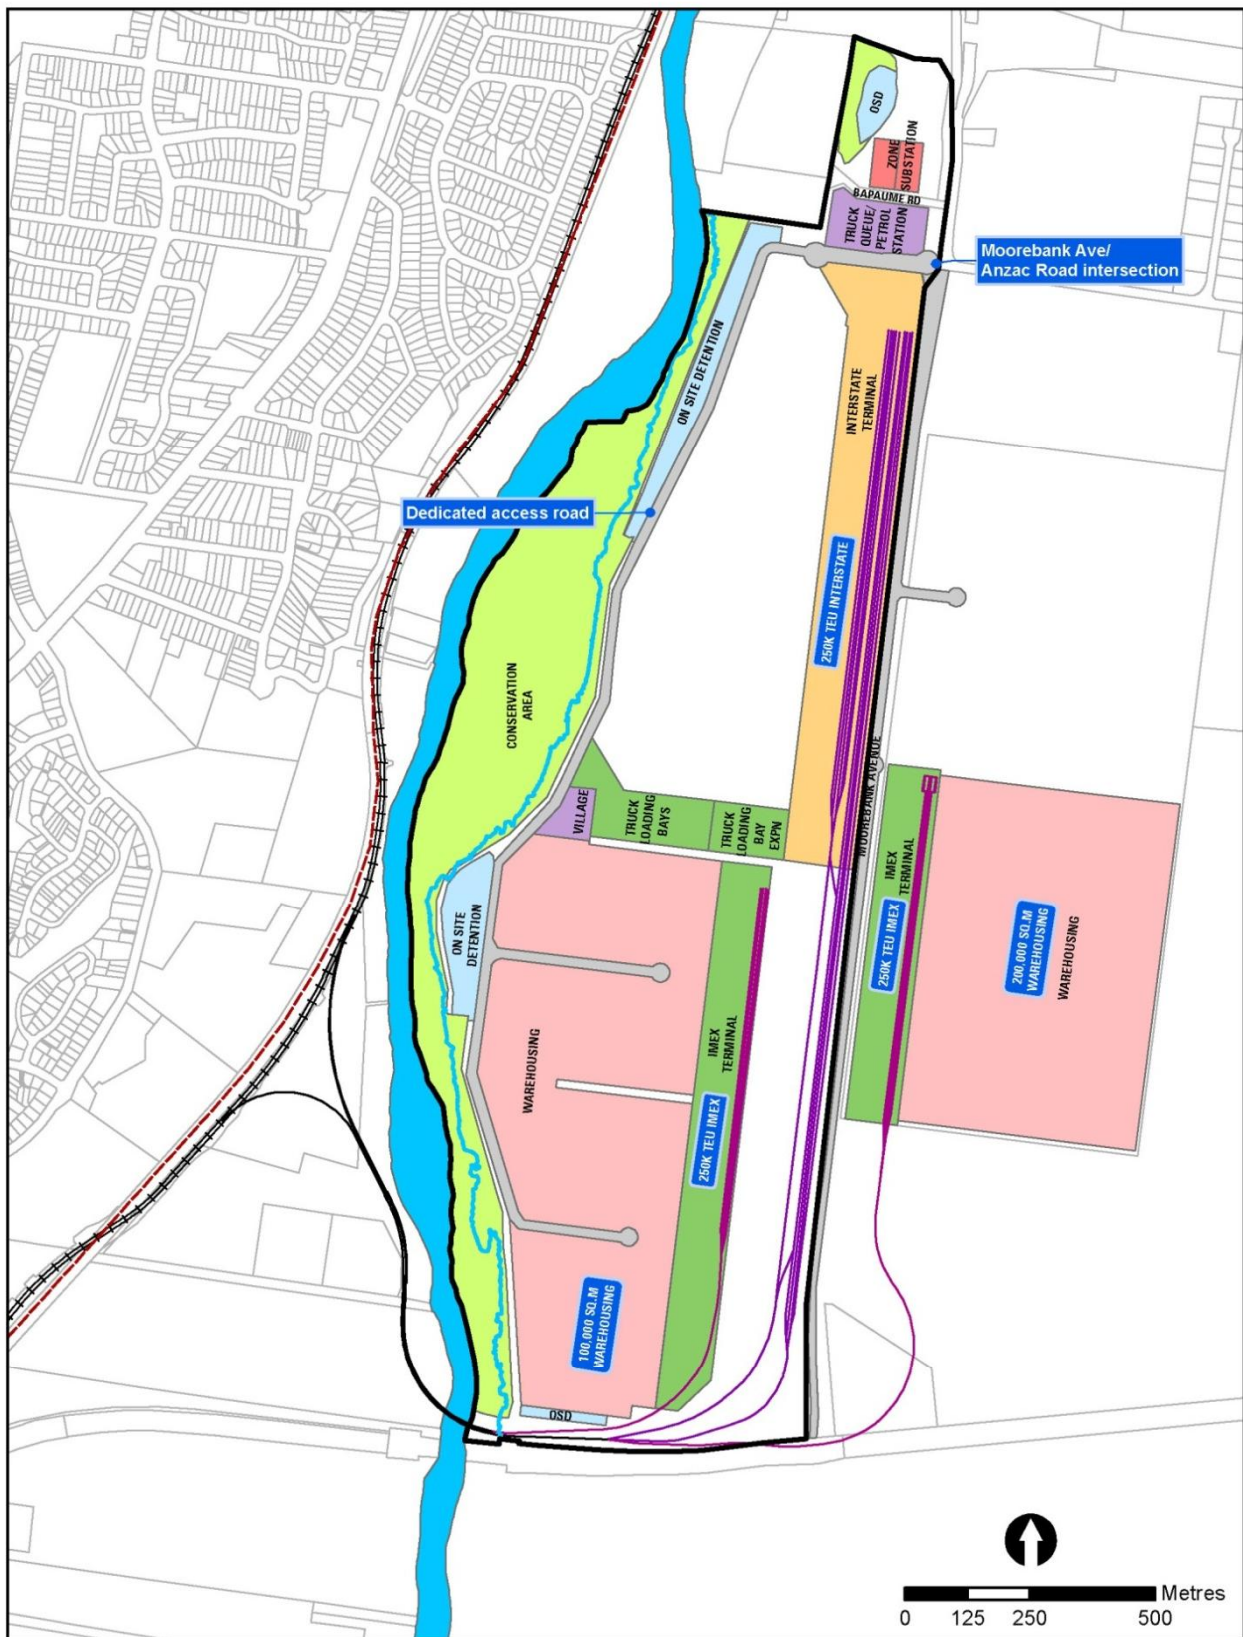 OSD
ZONE
SUBSTATION
BAPAUME RD
TRUCK
QUEUE/
PETROL
STATION
Moorebank Ave/
Anzac Road intersection
ON SITE DETENTION
INTERSTATE
TERMINAL
Dedicated access road
250K TEU INTERSTATE
CONSERVATION
AREA
MOOREBANK AVENUE
VILLAGE
TRUCK
LOADING
BAYS
TRUCK
LOADING
BAY
EXPN
IMEX
TERMINAL
250K TEU IMEX
200,000 SQ.M
WAREHOUSING
WAREHOUSING
ON SITE
DETENTION
WAREHOUSING
IMEX
TERMINAL
250K TEU IMEX
100,000 SQ.M
WAREHOUSING
OSD
Metres
0 125 250 500